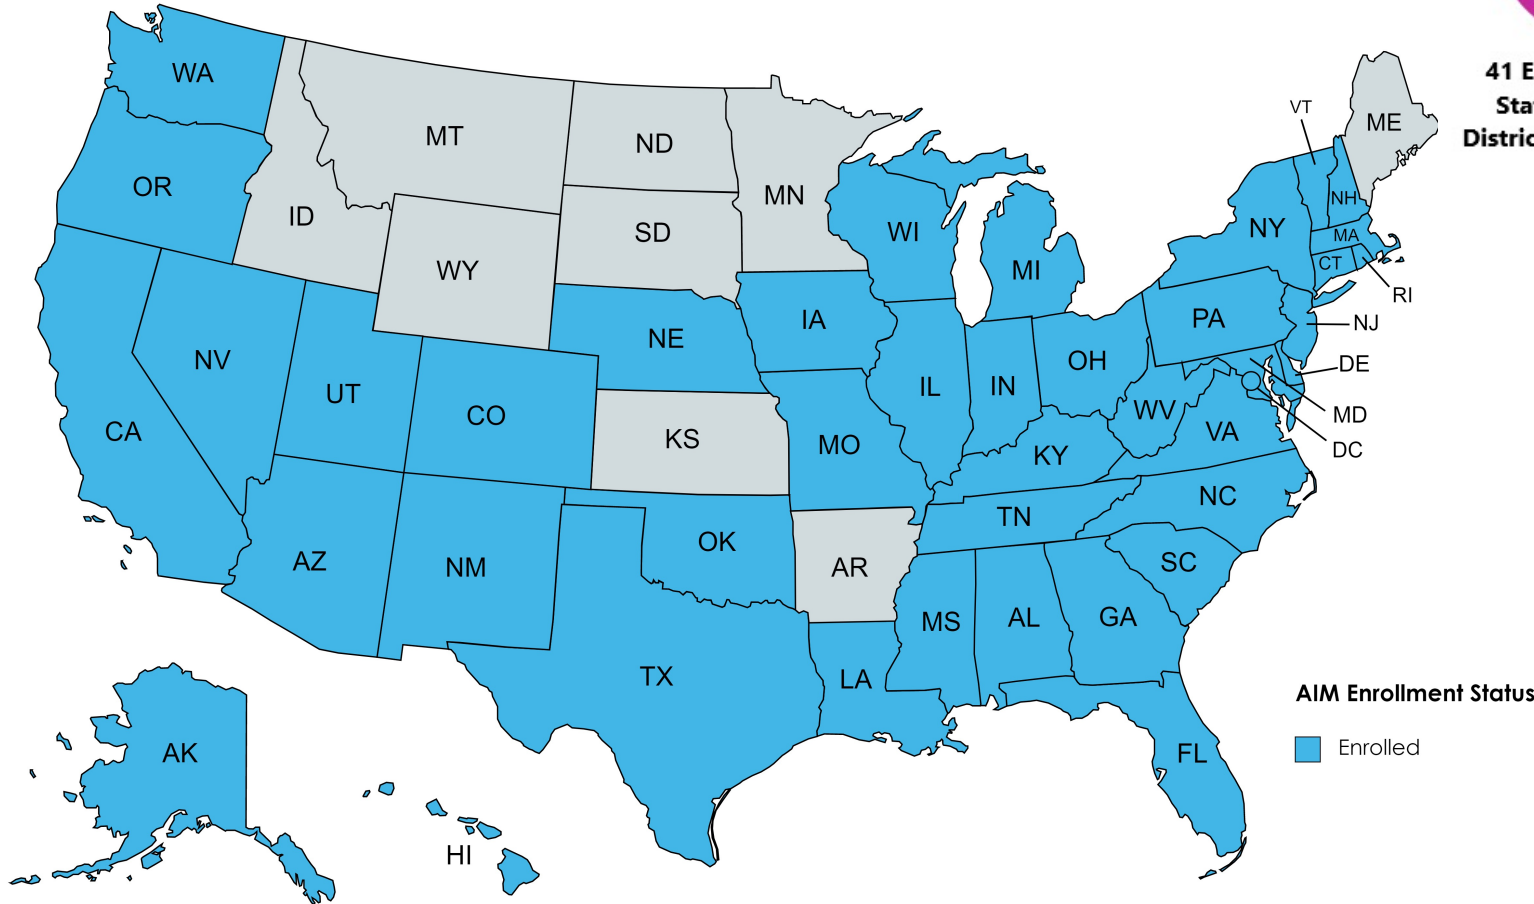 WA
MT
ND
MN
VT
ME
41
OR
ID
WY
SD
WI
MI
NY
NH
MA
CT
RI
NV
UT
CO
NE
IA
IL
IN
OH
PA
NJ
DE
MD
DC
CA
KS
MO
KY
WV
VA
AZ
NM
OK
AR
TN
NC
SC
TX
LA
MS
AL
GA
FL
AK
HI
AIM Enrollment Status
Enrolled